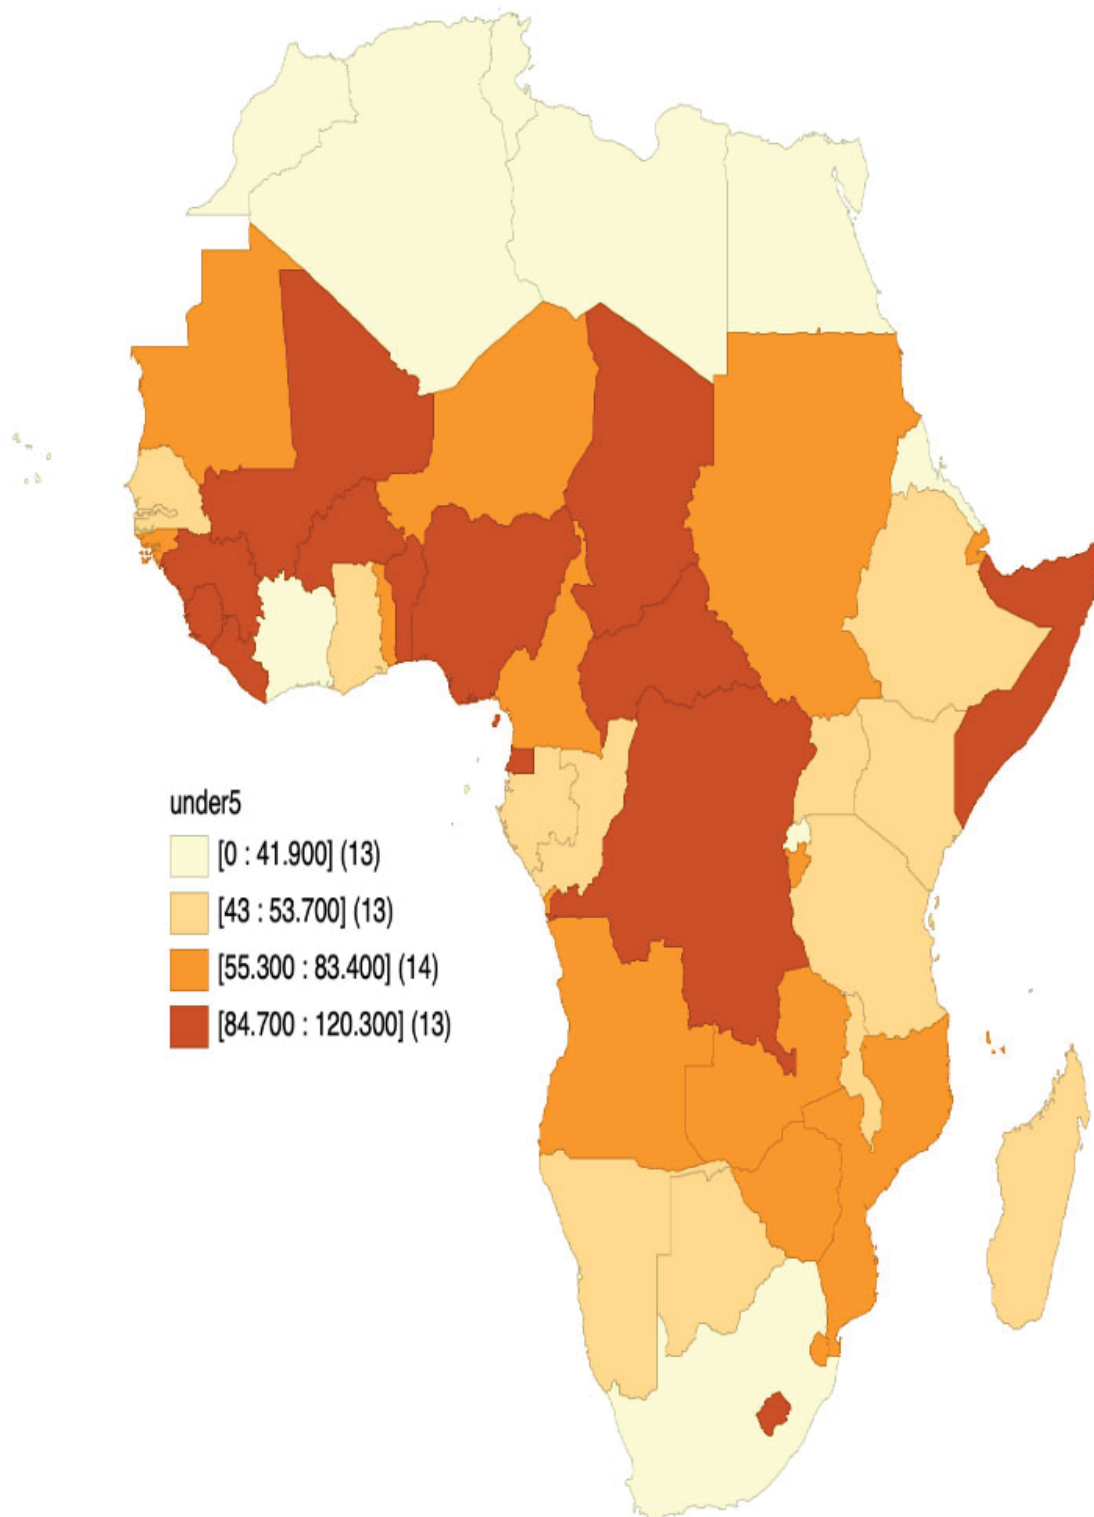 under5
[0 : 41.900] (13)
[43 : 53.700] (13)
[55.300 : 83.400] (14)
[84.700 : 120.300] (13)